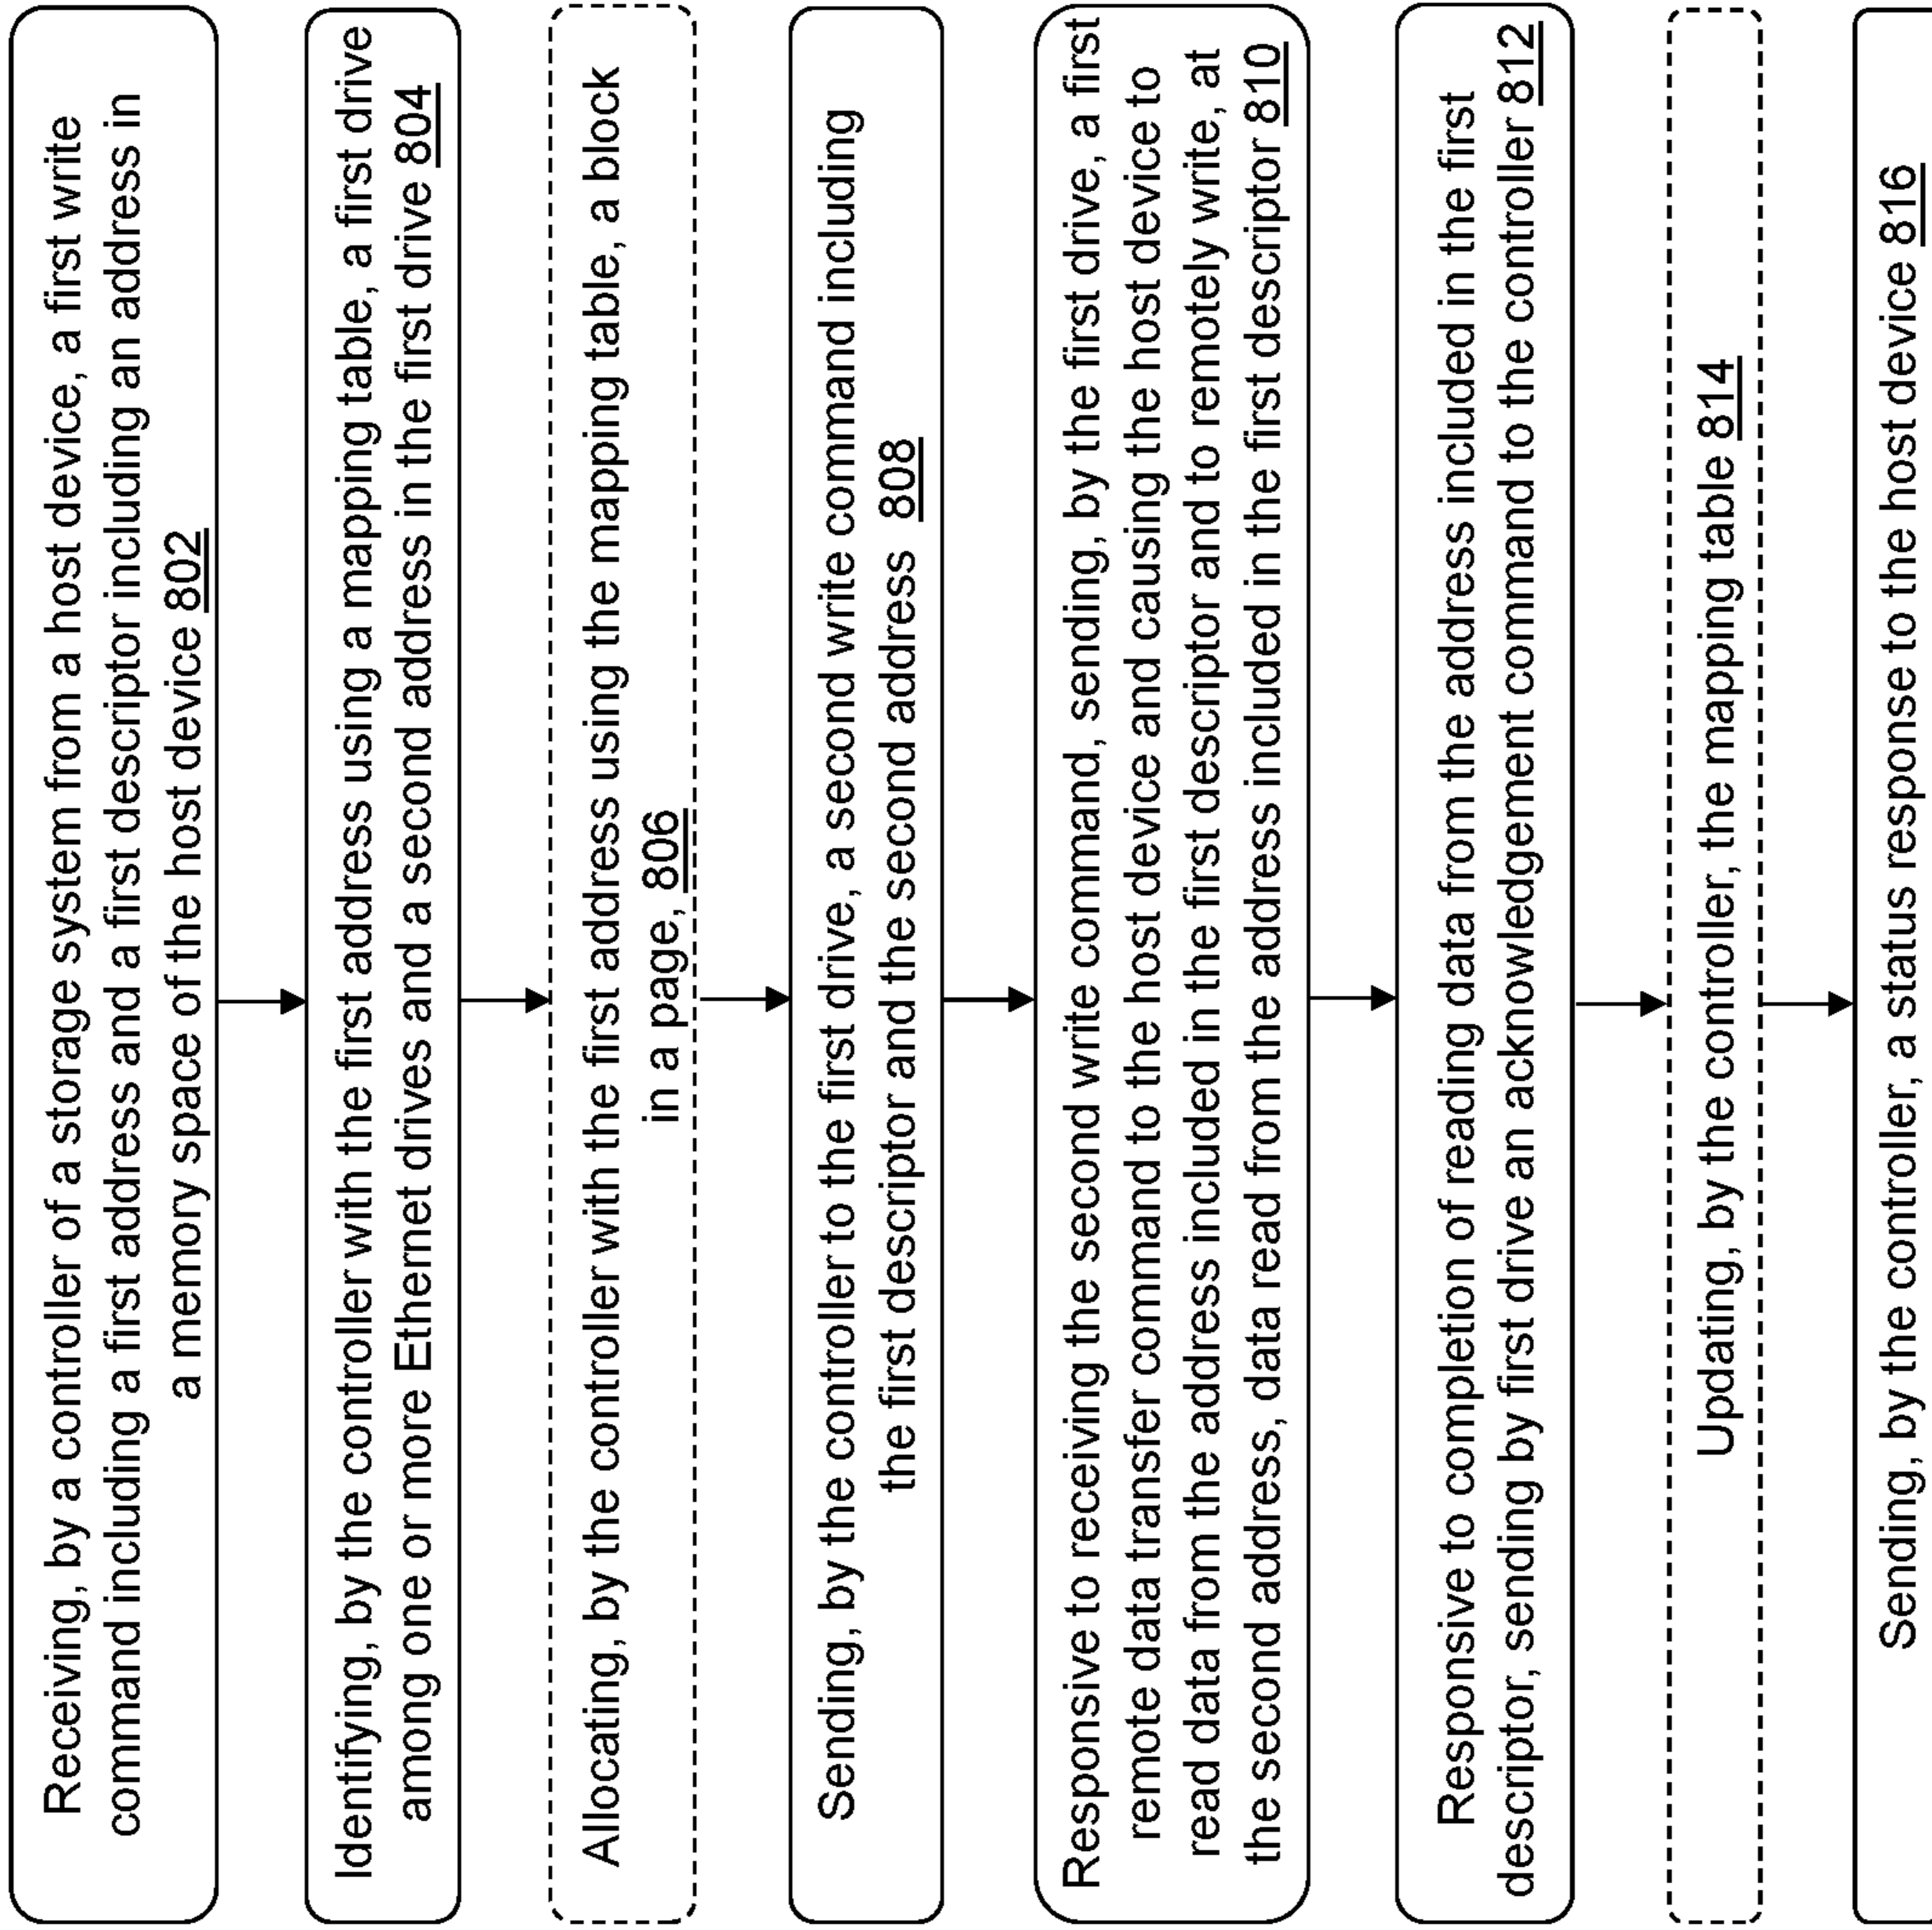 Receiving, by a controller of a storage system from a host device, a first write
command including a first address and a first descriptor including an address in
a memory space of the host device 802
Identifying, by the controller with the first address using a mapping table, a first drive
among one or more Ethernet drives and a second address in the first drive 804
Allocating, by the controller with the first address using the mapping table, a block
in a page, 806
Sending, by the controller to the first drive, a second write command including
the first descriptor and the second address 808
Responsive to receiving the second write command, sending, by the first drive, a first
remote data transfer command to the host device and causing the host device to
read data from the address included in the first descriptor and to remotely write, at
the second address, data read from the address included in the first descriptor 810
Responsive to completion of reading data from the address included in the first
descriptor, sending by first drive an acknowledgement command to the controller 812
Updating, by the controller, the mapping table 814
Sending, by the controller, a status response to the host device 816